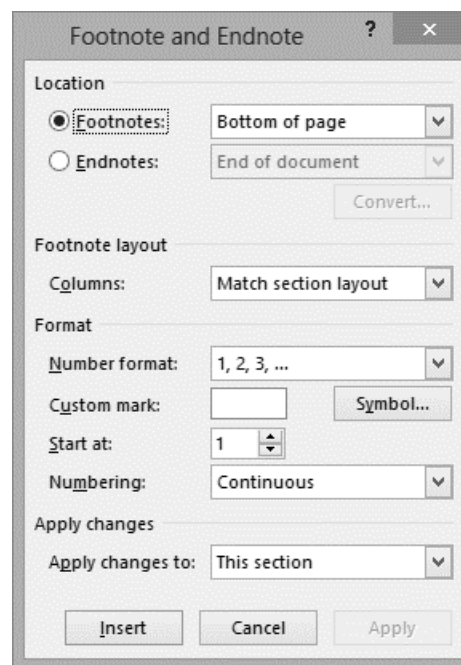 Footnote and Endnote ? ×
Location
Footnotes: Bottom of page
Endnotes: End of document
Convert...
Footnote layout
Columns: Match section layout
Format
Number format: 1, 2, 3, ...
Custom mark: Symbol...
Start at: 1
Numbering: Continuous
Apply changes
Apply changes to: This section
Insert Cancel Apply